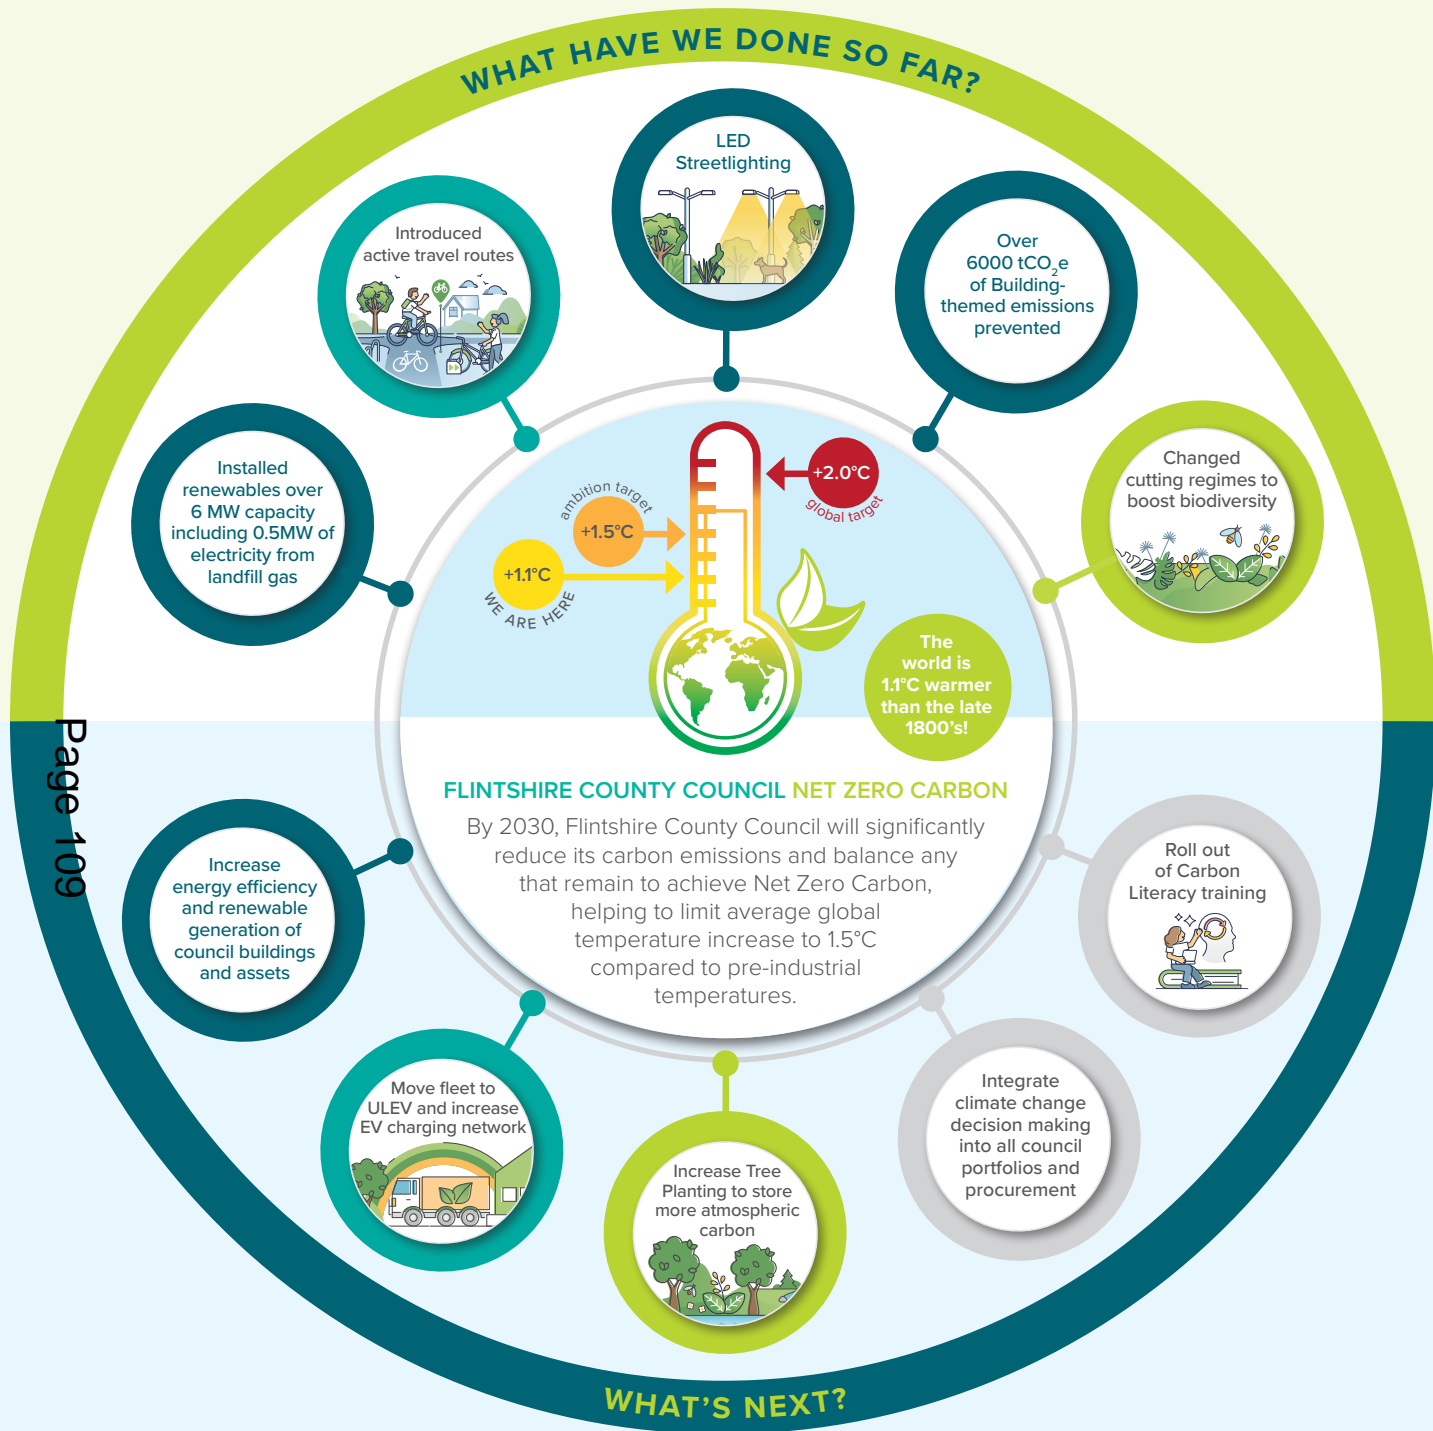 WHAT HAVE WE DONE SO FAR?
LED
Streetlighting
Introduced
active travel routes
Over
6000 tCO₂e
of Building-
themed emissions
prevented
Installed
renewables over
6 MW capacity
including 0.5MW of
electricity from
landfill gas
Changed
cutting regimes to
boost biodiversity
+2.0°C
global target
ambition target
+1.5°C
+1.1°C
WE ARE HERE
The
world is
1.1°C warmer
than the late
1800's!
Page 109
FLINTSHIRE COUNTY COUNCIL NET ZERO CARBON
By 2030, Flintshire County Council will significantly
reduce its carbon emissions and balance any
that remain to achieve Net Zero Carbon,
helping to limit average global
temperature increase to 1.5°C
compared to pre-industrial
temperatures.
Increase
energy efficiency
and renewable
generation of
council buildings
and assets
Roll out
of Carbon
Literacy training
Move fleet to
ULEV and increase
EV charging network
Integrate
climate change
decision making
into all council
portfolios and
procurement
Increase Tree
Planting to store
more atmospheric
carbon
WHAT'S NEXT?